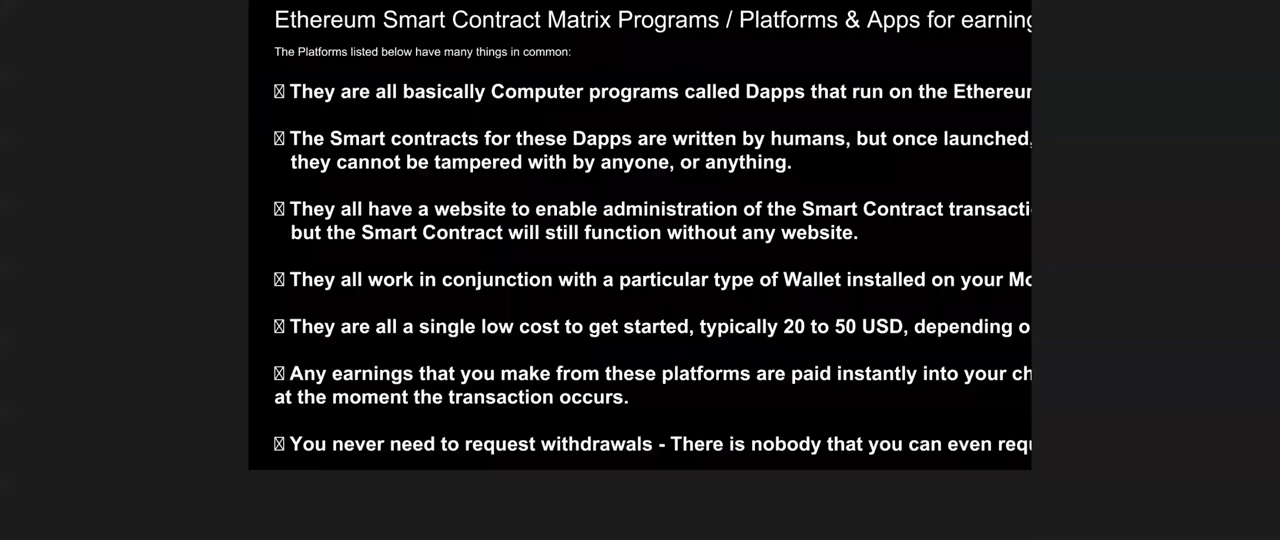 Ethereum Smart Contract Matrix Programs / Platforms & Apps for earning
The Platforms listed below have many things in common:
They are all basically Computer programs called Dapps that run on the
The Smart contracts for these Dapps are written by humans, but once launched,
they cannot be tampered with by anyone, or anything.
They all have a website to enable administration of the Smart Contract
but the Smart Contract will still function without any website.
They all work in conjunction with a particular type of Wallet installed on your
They are all a single low cost to get started, typically 20 to 50 USD, depending
Any earnings that you make from these platforms are paid instantly into your
at the moment the transaction occurs.
You never need to request withdrawals - There is nobody that you can even